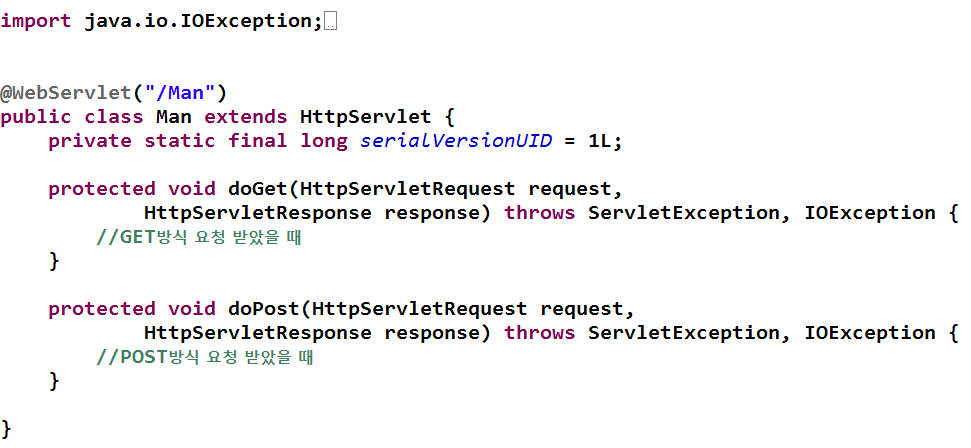 import java.io.IOException;
@WebServlet("/Man")
public class Man extends HttpServlet {
private static final long serialVersionUID = 1L;
protected void doGet(HttpServletRequest request,
HttpServletResponse response) throws ServletException, IOException {
//GET방식 요청 받았을 때
}
protected void doPost(HttpServletRequest request,
HttpServletResponse response) throws ServletException, IOException {
//POST방식 요청 받았을 때
}
}